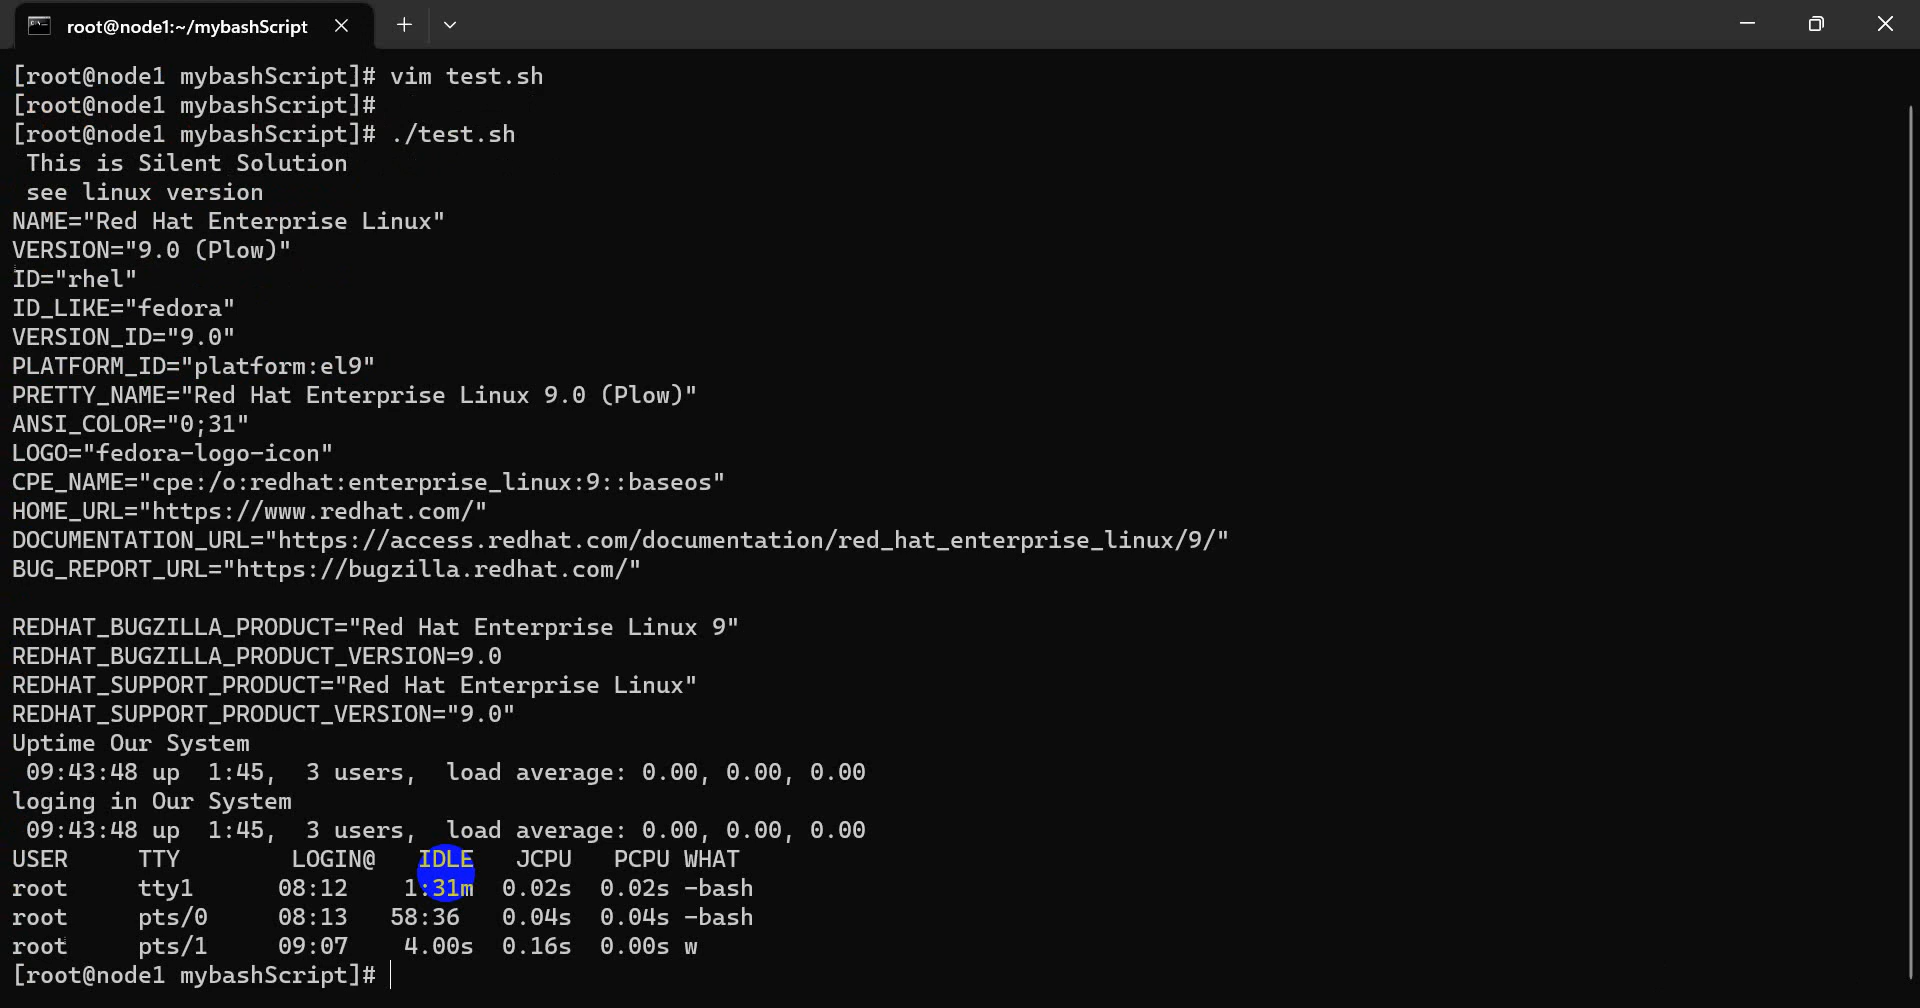 root@node1:~/mybashScript
[root@node1 mybashScript]# vim test.sh
[root@node1 mybashScript]#
[root@node1 mybashScript]# ./test.sh
 This is Silent Solution
 see linux version
NAME="Red Hat Enterprise Linux"
VERSION="9.0 (Plow)"
ID="rhel"
ID_LIKE="fedora"
VERSION_ID="9.0"
PLATFORM_ID="platform:el9"
PRETTY_NAME="Red Hat Enterprise Linux 9.0 (Plow)"
ANSI_COLOR="0;31"
LOGO="fedora-logo-icon"
CPE_NAME="cpe:/o:redhat:enterprise_linux:9::baseos"
HOME_URL="https://www.redhat.com/"
DOCUMENTATION_URL="https://access.redhat.com/documentation/red_hat_enterprise_linux/9/"
BUG_REPORT_URL="https://bugzilla.redhat.com/"

REDHAT_BUGZILLA_PRODUCT="Red Hat Enterprise Linux 9"
REDHAT_BUGZILLA_PRODUCT_VERSION=9.0
REDHAT_SUPPORT_PRODUCT="Red Hat Enterprise Linux"
REDHAT_SUPPORT_PRODUCT_VERSION="9.0"
Uptime Our System
 09:43:48 up  1:45,  3 users,  load average: 0.00, 0.00, 0.00
loging in Our System
 09:43:48 up  1:45,  3 users,  load average: 0.00, 0.00, 0.00
USER     TTY        LOGIN@   IDLE   JCPU   PCPU WHAT
root     tty1      08:12    1:31m  0.02s  0.02s -bash
root     pts/0     08:13   58:36   0.04s  0.04s -bash
root     pts/1     09:07    4.00s  0.16s  0.00s w
[root@node1 mybashScript]#